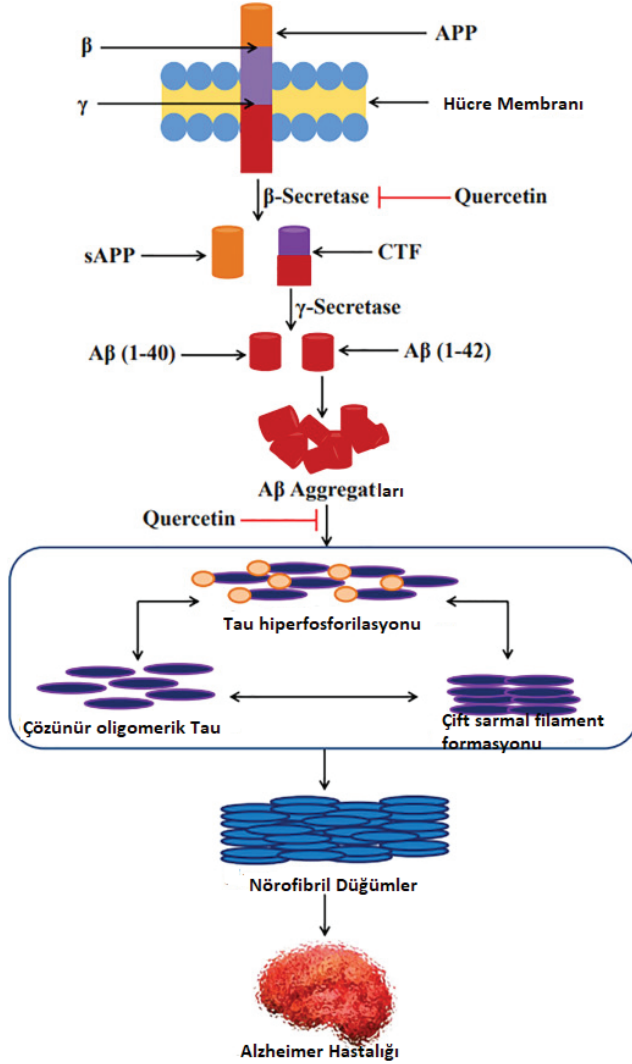 APP
β
Hücre Membranı
γ
β-Secretase
Quercetin
sAPP
CTF
γ-Secretase
Aβ (1-40)
Aβ (1-42)
Aβ Aggregatları
Quercetin
Tau hiperfosforilasyonu
Çözünür oligomerik Tau
Çift sarmal filament
formasyonu
Nörofibril Düğümler
Alzheimer Hastalığı